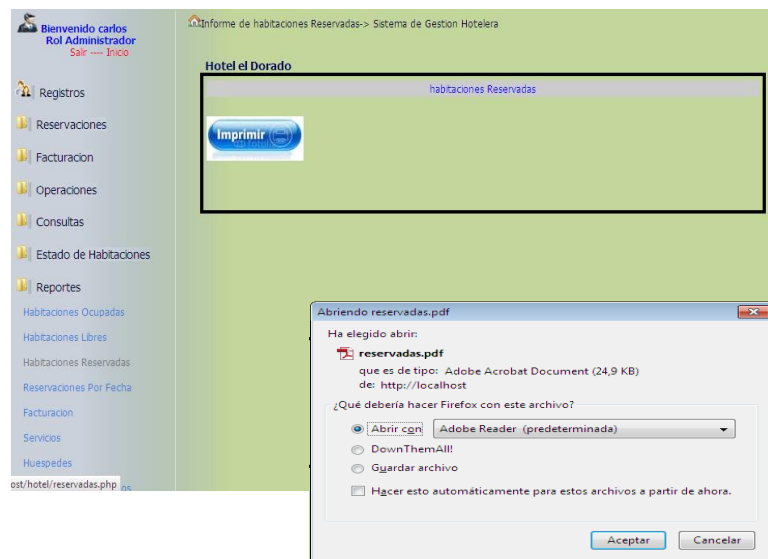 Bienvenido carlos
Rol Administrador
Salir ---- Inicio
Registros
Reservaciones
Facturacion
Operaciones
Consultas
Estado de Habitaciones
Reportes
Habitaciones Ocupadas
Habitaciones Libres
Habitaciones Reservadas
Reservaciones Por Fecha
Facturacion
Servicios
Huespedes
ost/hotel/reservadas.php
os
Informe de habitaciones Reservadas-> Sistema de Gestion Hotelera
Hotel el Dorado
habitaciones Reservadas
Imprimir
Abriendo reservadas.pdf
Ha elegido abrir:
reservadas.pdf
que es de tipo: Adobe Acrobat Document (24,9 KB)
de: http://localhost
¿Qué debería hacer Firefox con este archivo?
Abrir con
Adobe Reader (predeterminada)
DownThemAll!
Guardar archivo
Hacer esto automáticamente para estos archivos a partir de ahora.
Aceptar
Cancelar